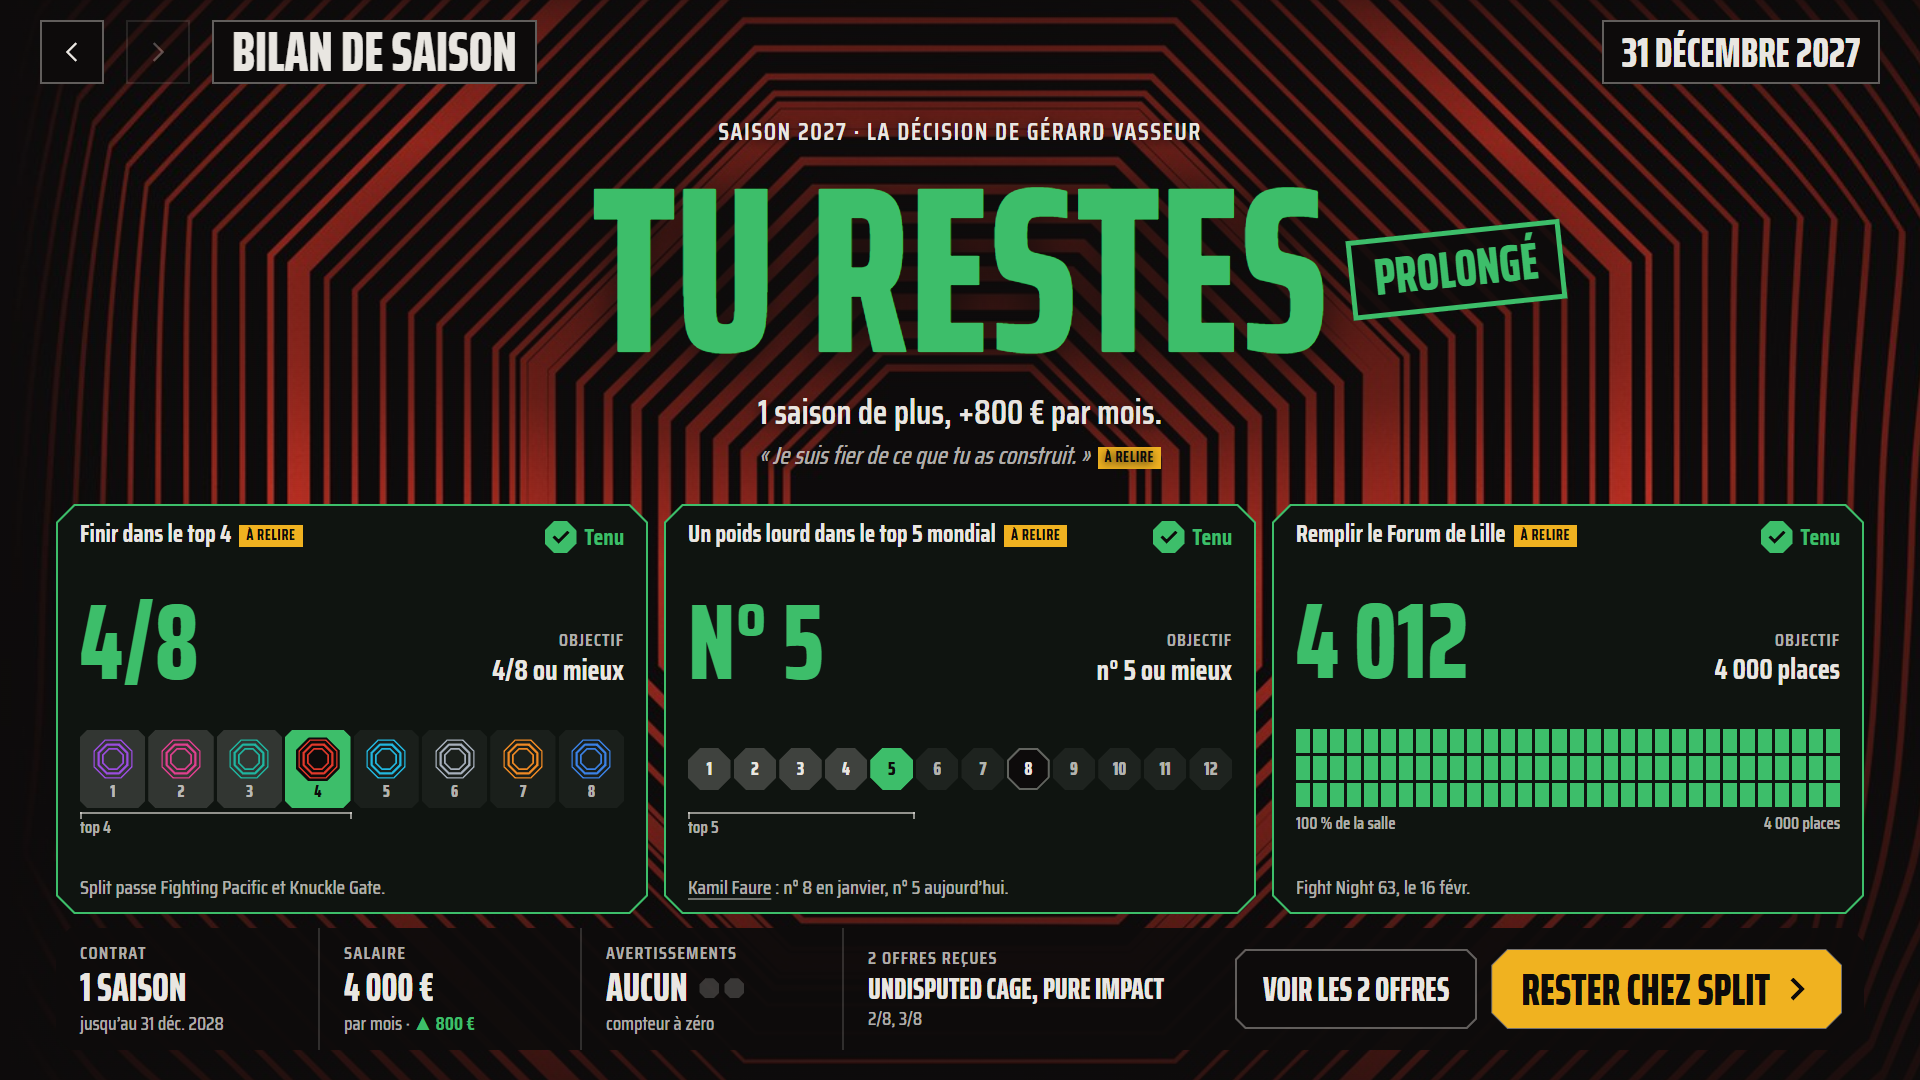 BILAN DE SAISON
31 DÉCEMBRE 2027
SAISON 2027 · LA DÉCISION DE GÉRARD VASSEUR
TU RESTES
PROLONGÉ
1 saison de plus, +800 € par mois.
« Je suis fier de ce que tu as construit. » À RELIRE
Finir dans le top 4 À RELIRE
Tenu
4/8
OBJECTIF
4/8 ou mieux
1 2 3 4 5 6 7 8
top 4
Split passe Fighting Pacific et Knuckle Gate.
Un poids lourd dans le top 5 mondial À RELIRE
Tenu
N° 5
OBJECTIF
n° 5 ou mieux
1 2 3 4 5 6 7 8 9 10 11 12
top 5
Kamil Faure : n° 8 en janvier, n° 5 aujourd'hui.
Remplir le Forum de Lille À RELIRE
Tenu
4 012
OBJECTIF
4 000 places
100 % de la salle
4 000 places
Fight Night 63, le 16 févr.
CONTRAT
1 SAISON
jusqu'au 31 déc. 2028
SALAIRE
4 000 €
par mois · ▲ 800 €
AVERTISSEMENTS
AUCUN
compteur à zéro
2 OFFRES REÇUES
UNDISPUTED CAGE, PURE IMPACT
2/8, 3/8
VOIR LES 2 OFFRES
RESTER CHEZ SPLIT